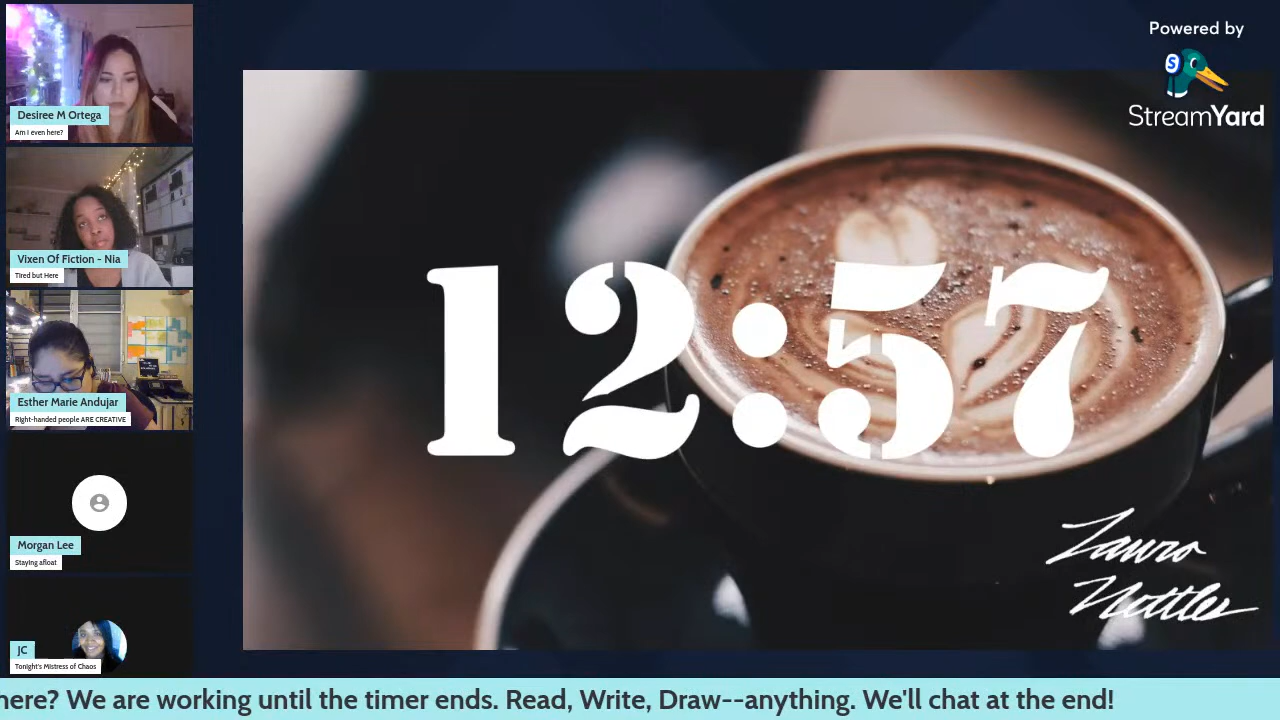 Powered by
StreamYard
Desiree M Ortega
Am I even here?
Vixen Of Fiction - Nia
Tired but Here
Esther Marie Andujar
Right-handed people ARE CREATIVE
Morgan Lee
Staying afloat
JC
Tonight's Mistress of Chaos
12:57
here? We are working until the timer ends. Read, Write, Draw--anything. We'll chat at the end!